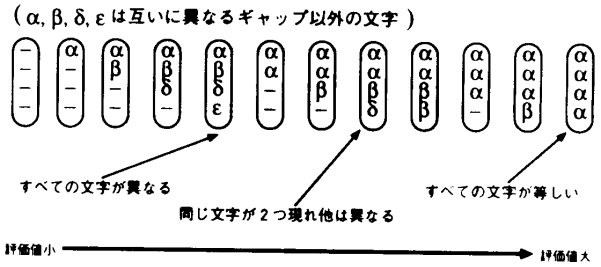 ( α, β, δ, ε は互いに異なるギャップ以外の文字 )
- α α α α α α α α α α α
- - β β β α α α α α α α
- - - δ δ - β β β α α α
- - - - ε - - δ β - β α
すべての文字が異なる
同じ文字が２つ現れ他は異なる
すべての文字が等しい
評価値小
評価値大